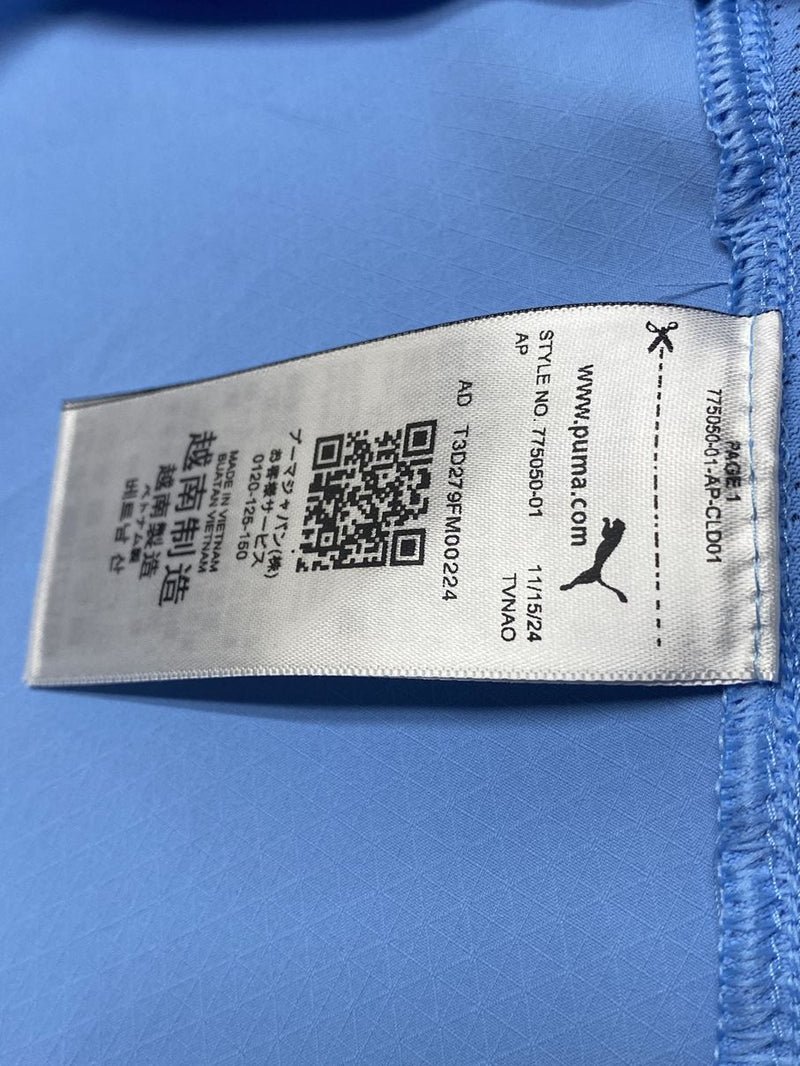 PAGE 1
775050-01-AP-CLD01
www.puma.com
STYLE NO. 775050-01 11/15/24
AP TVNAO
AD T3D279FM00224
プーマジャパン(株)
お客様サービス
0120-125-150
MADE IN VIETNAM
BUATAN VIETNAM
越南制造
越南製造
ベトナム製
베트남 산